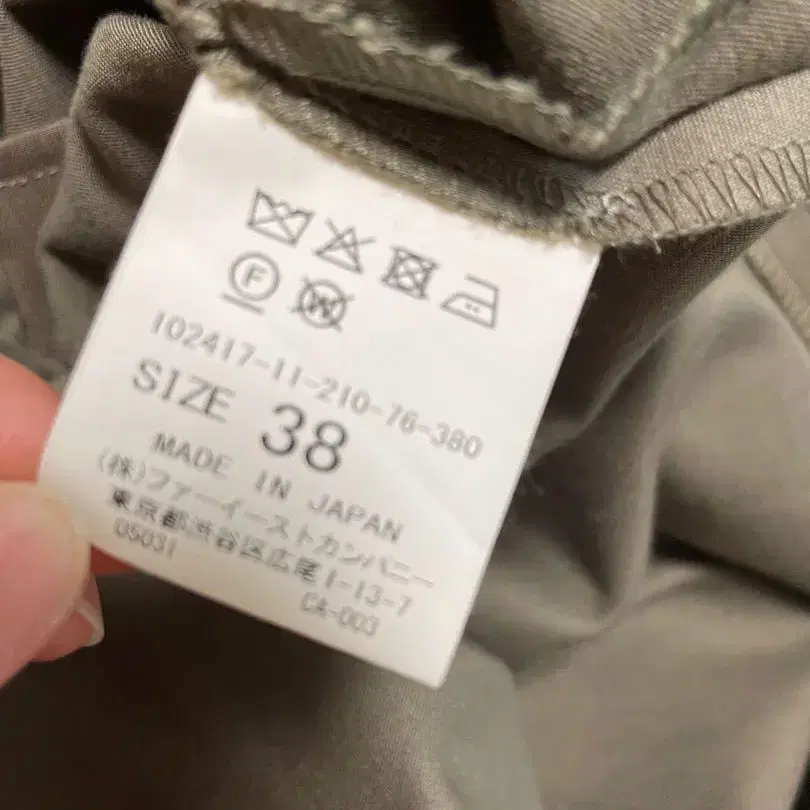 F W
102417-11-210-76-380
SIZE 38
MADE IN JAPAN
(株)ファーイーストカンパニー
東京都渋谷区広尾1-13-7
05031
CA-003